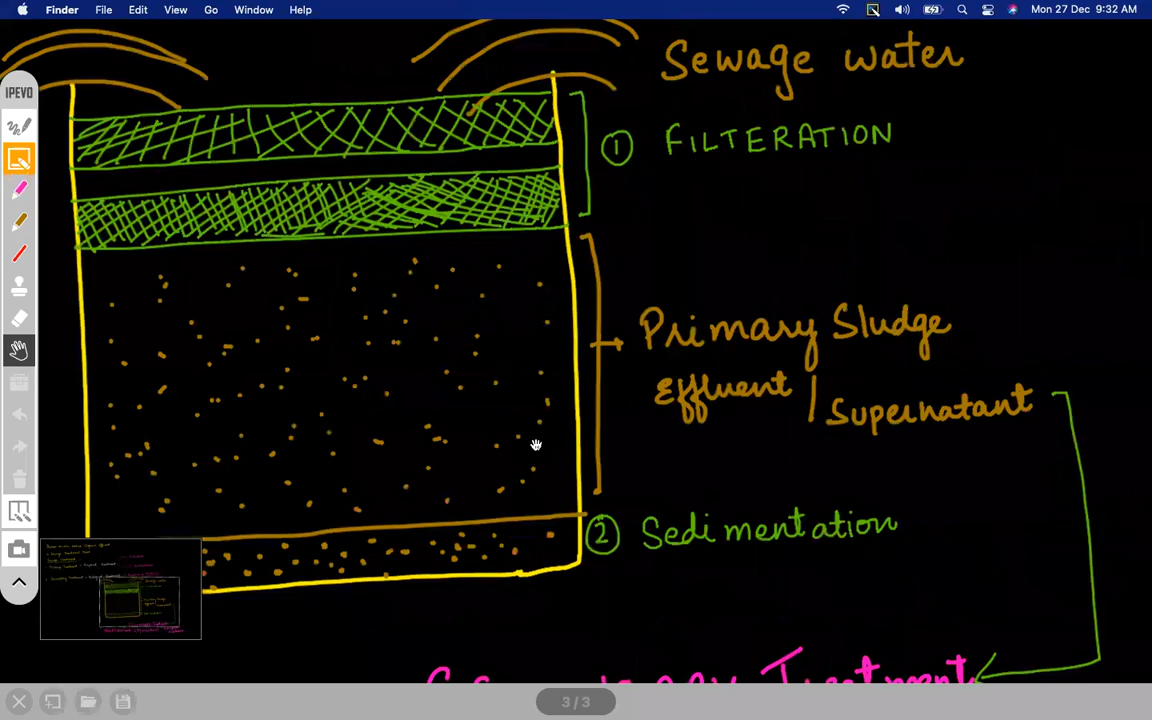 Finder File Edit View Go Window Help Mon 27 Dec 9:32 AM
IPEVO
Sewage water
① FILTERATION
Primary Sludge
Effluent / Supernatant
② Sedimentation
Treatment
3 / 3